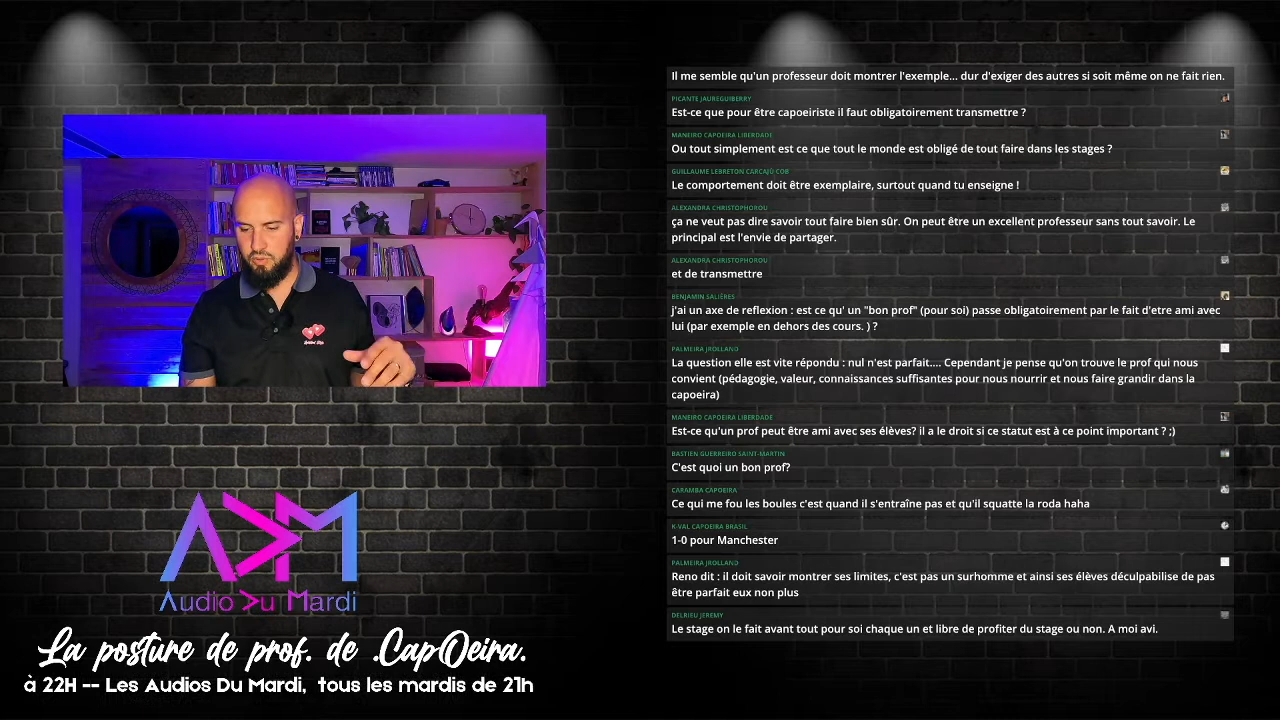 Il me semble qu'un professeur doit montrer l'exemple... dur d'exiger des autres si soit même on ne fait rien.
PICANTE JAUREGUIBERRY
Est-ce que pour être capoeiriste il faut obligatoirement transmettre ?
MANEIRO CAPOEIRA LIBERDADE
Ou tout simplement est ce que tout le monde est obligé de tout faire dans les stages ?
GUILLAUME LEBRETON CARCAJÚ COB
Le comportement doit être exemplaire, surtout quand tu enseigne !
ALEXANDRA CHRISTOPHOROU
ça ne veut pas dire savoir tout faire bien sûr. On peut être un excellent professeur sans tout savoir. Le
principal est l'envie de partager.
ALEXANDRA CHRISTOPHOROU
et de transmettre
BENJAMIN SALIÈRES
j'ai un axe de reflexion : est ce qu' un "bon prof" (pour soi) passe obligatoirement par le fait d'etre ami avec
lui (par exemple en dehors des cours. ) ?
PALMEIRA JROLLAND
La question elle est vite répondu : nul n'est parfait.... Cependant je pense qu'on trouve le prof qui nous
convient (pédagogie, valeur, connaissances suffisantes pour nous nourrir et nous faire grandir dans la
capoeira)
MANEIRO CAPOEIRA LIBERDADE
Est-ce qu'un prof peut être ami avec ses élèves? il a le droit si ce statut est à ce point important ? ;)
BASTIEN GUERREIRO SAINT-MARTIN
C'est quoi un bon prof?
CARAMBA CAPOEIRA
Ce qui me fou les boules c'est quand il s'entraîne pas et qu'il squatte la roda haha
K-VAL CAPOEIRA BRASIL
1-0 pour Manchester
PALMEIRA JROLLAND
Reno dit : il doit savoir montrer ses limites, c'est pas un surhomme et ainsi ses élèves déculpabilise de pas
être parfait eux non plus
DELRIEU JEREMY
Le stage on le fait avant tout pour soi chaque un et libre de profiter du stage ou non. A moi avi.
Audio Du Mardi
La posture de prof. de .CapOeira.
à 22H -- Les Audios Du Mardi, tous les mardis de 21h